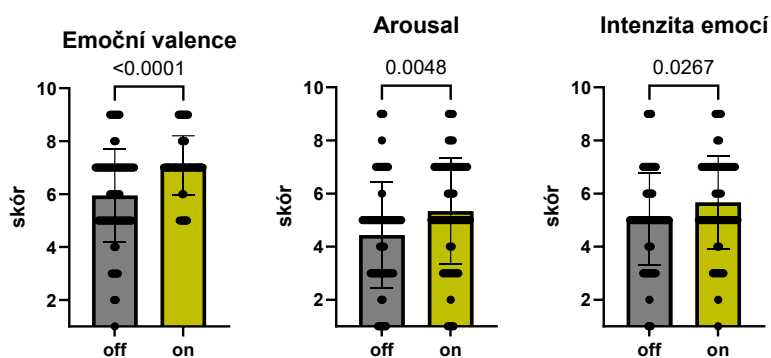 Emoční valence
<0.0001
10
8
6
4
2
skór
off on
Arousal
0.0048
10
8
6
4
2
skór
off on
Intenzita emocí
0.0267
10
8
6
4
2
skór
off on